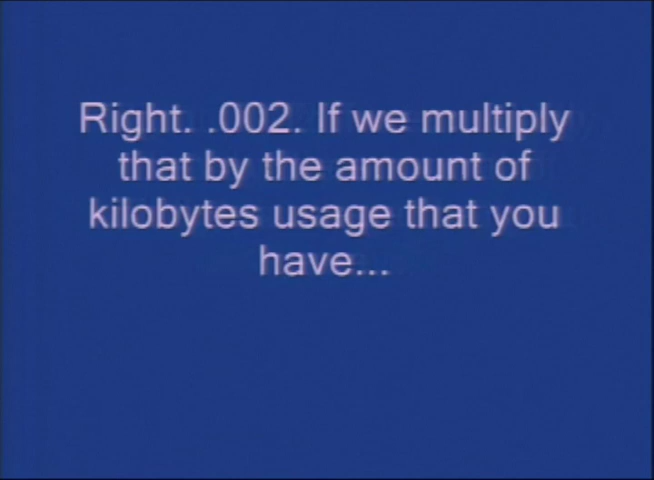 Right. .002. If we multiply
that by the amount of
kilobytes usage that you
have...